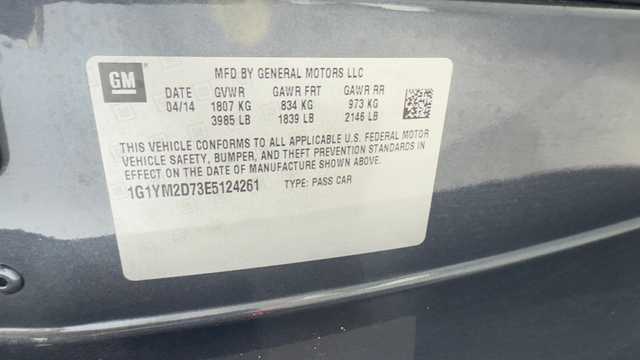 GM
MFD BY GENERAL MOTORS LLC
DATE GVWR GAWR FRT GAWR RR
04/14 1807 KG 834 KG 973 KG
3985 LB 1839 LB 2146 LB
THIS VEHICLE CONFORMS TO ALL APPLICABLE U.S. FEDERAL MOTOR
VEHICLE SAFETY, BUMPER, AND THEFT PREVENTION STANDARDS IN
EFFECT ON THE DATE OF MANUFACTURE SHOWN ABOVE.
1G1YM2D73E5124261 TYPE: PASS CAR